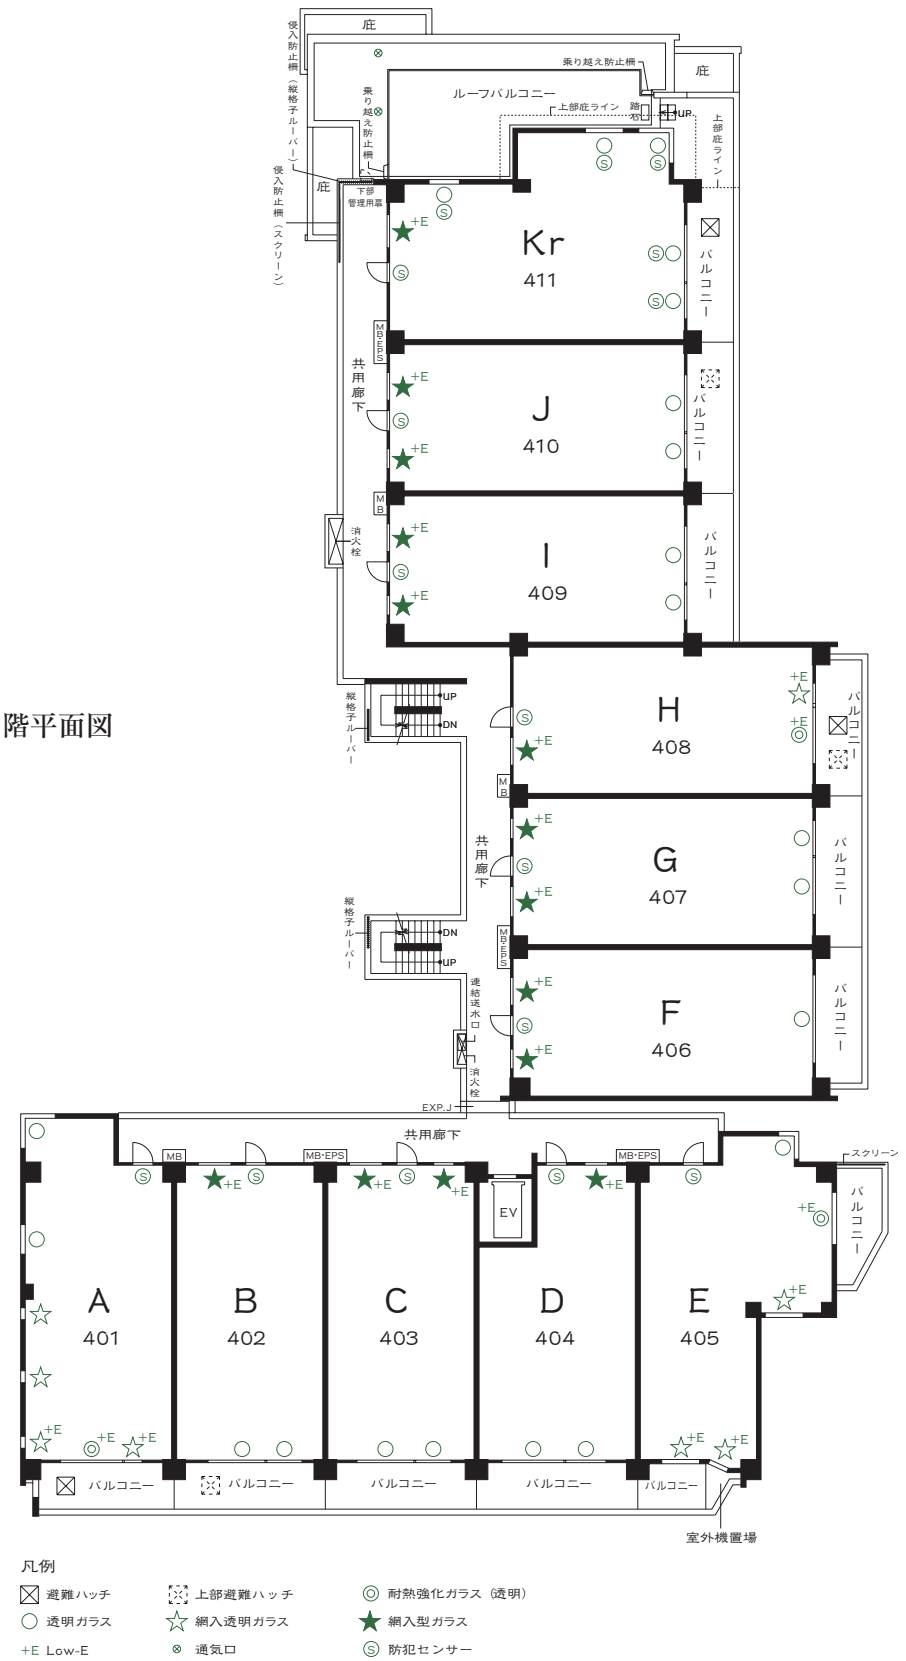 庇
侵入防止柵（縦格子ルーバー）
乗り越え防止柵
庇
ルーフバルコニー
乗り越え防止柵
上部庇ライン
踏台
UP
上部庇ライン
庇
下部
管理用扉
侵入防止柵（スクリーン）
+E
S
S
S
S
Kr
411
S
S
S
バルコニー
MB・EPS
共用廊下
+E
S
+E
J
410
バルコニー
MB
消火栓
+E
S
+E
I
409
バルコニー
縦格子ルーバー
UP
DN
階平面図
S
+E
H
408
+E
+E
バルコニー
MB
共用廊下
+E
S
+E
G
407
バルコニー
縦格子ルーバー
DN
UP
MB・EPS
連結送水口
消火栓
+E
S
+E
F
406
バルコニー
EXP.J
共用廊下
MB
MB・EPS
MB・EPS
スクリーン
S
+E
S
+E
S
+E
S
+E
S
EV
+E
バルコニー
+E
A
401
B
402
C
403
D
404
E
405
+E
+E
+E
+E
+E
バルコニー
バルコニー
バルコニー
バルコニー
バルコニー
室外機置場
凡例
避難ハッチ
上部避難ハッチ
耐熱強化ガラス（透明）
透明ガラス
網入透明ガラス
網入型ガラス
+E Low-E
通気口
S 防犯センサー